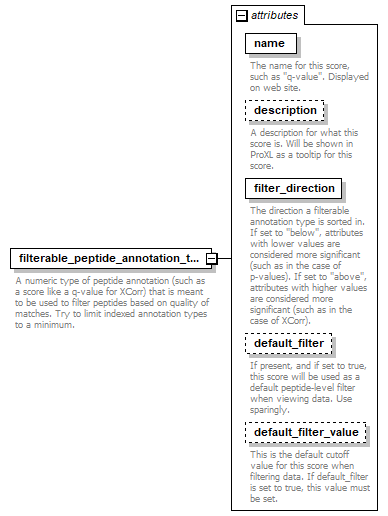 attributes
name
The name for this score,
such as "q-value". Displayed
on web site.
description
A description for what this
score is. Will be shown in
ProXL as a tooltip for this
score.
filter_direction
The direction a filterable
annotation type is sorted in.
If set to "below", attributes
with lower values are
considered more significant
(such as in the case of
p-values). If set to "above",
attributes with higher values
are considered more
significant (such as in the
case of XCorr).
default_filter
If present, and if set to true,
this score will be used as a
default peptide-level filter
when viewing data. Use
sparingly.
default_filter_value
This is the default cutoff
value for this score when
filtering data. If default_filter
is set to true, this value must
be set.
filterable_peptide_annotation_t...
A numeric type of peptide annotation (such as
a score like a q-value for XCorr) that is meant
to be used to filter peptides based on quality of
matches. Try to limit indexed annotation types
to a minimum.